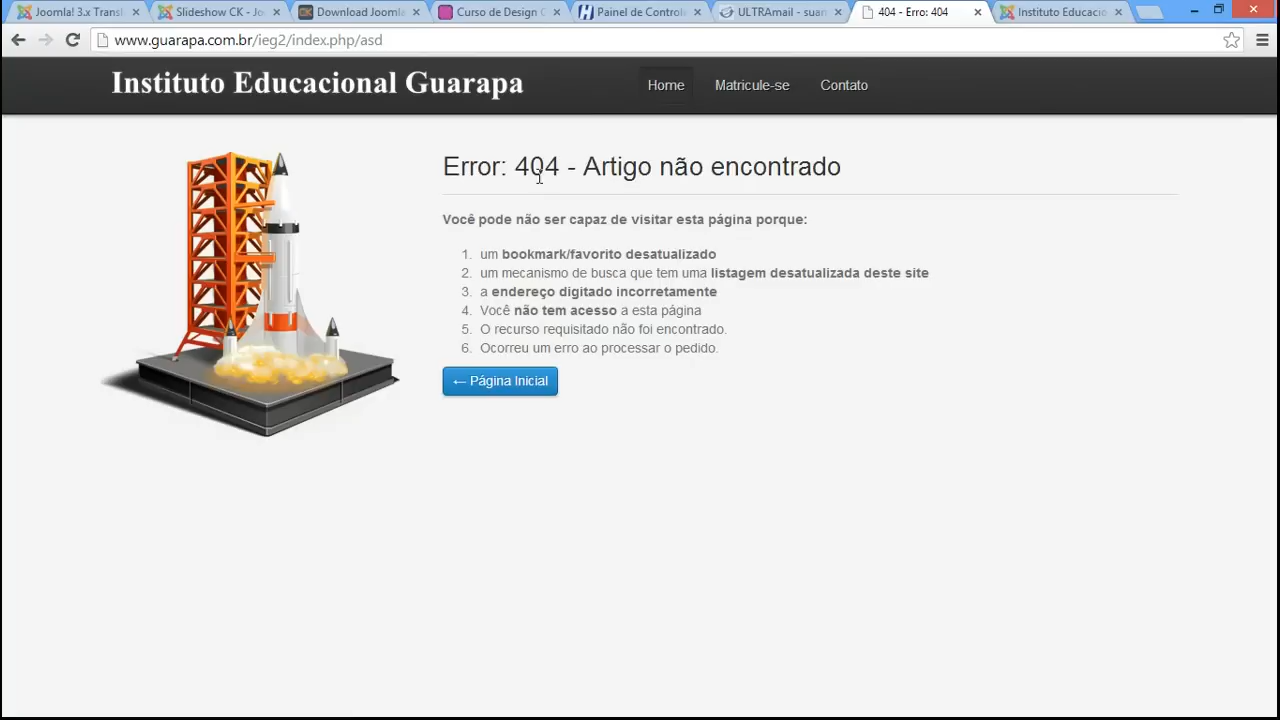 Joomla! 3.x Transl
Slideshow CK - Jo
Download Joomla
Curso de Design
Painel de Control
ULTRAmail - suar
404 - Erro: 404
Instituto Educacio
www.guarapa.com.br/ieg2/index.php/asd
Instituto Educacional Guarapa
Home
Matricule-se
Contato
Error: 404 - Artigo não encontrado
Você pode não ser capaz de visitar esta página porque:
1. um bookmark/favorito desatualizado
2. um mecanismo de busca que tem uma listagem desatualizada deste site
3. a endereço digitado incorretamente
4. Você não tem acesso a esta página
5. O recurso requisitado não foi encontrado.
6. Ocorreu um erro ao processar o pedido.
← Página Inicial